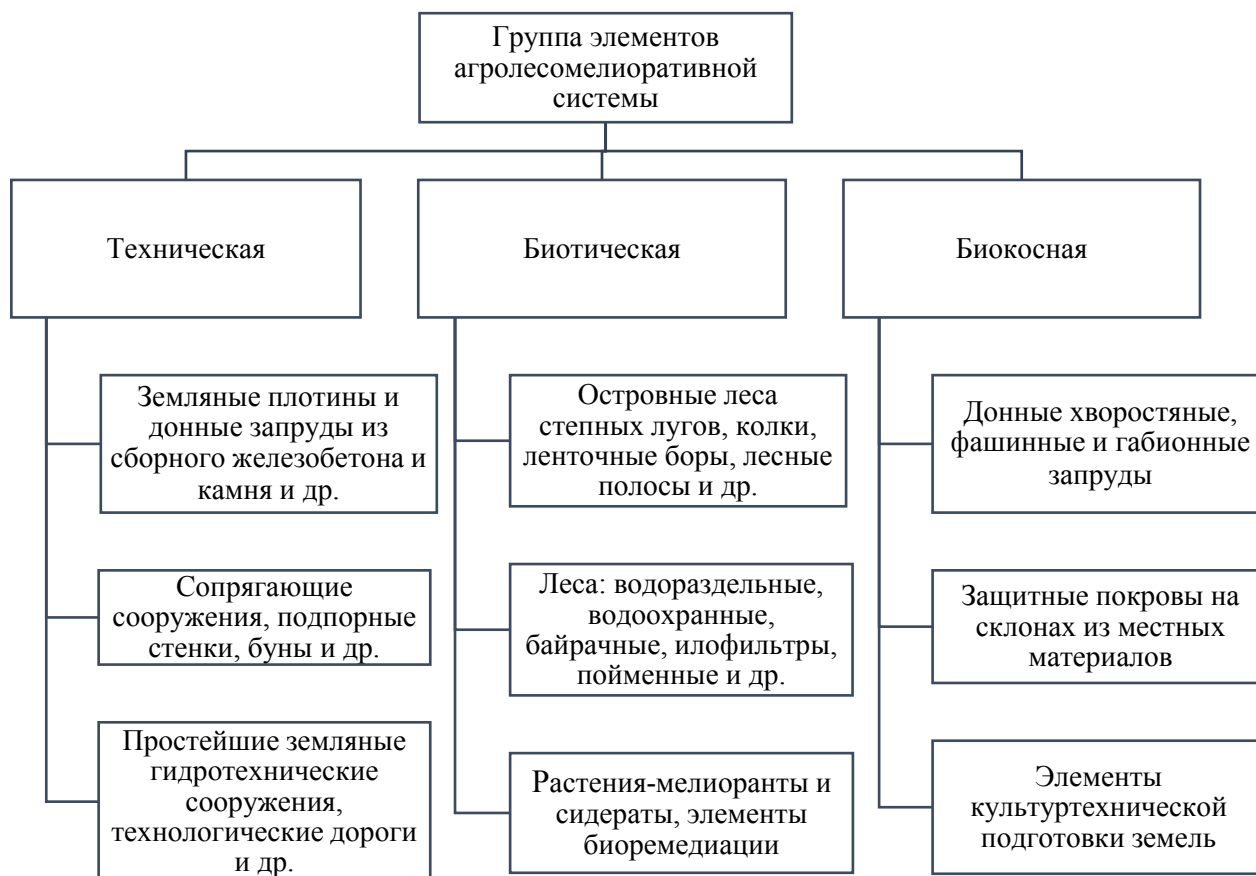 Группа элементов
агролесомелиоративной
системы
Техническая
Биотическая
Биокосная
Земляные плотины и
донные запруды из
сборного железобетона и
камня и др.
Сопрягающие
сооружения, подпорные
стенки, буны и др.
Простейшие земляные
гидротехнические
сооружения,
технологические дороги
и др.
Островные леса
степных лугов, колки,
ленточные боры, лесные
полосы и др.
Леса: водораздельные,
водоохранные,
байрачные, илофильтры,
пойменные и др.
Растения-мелиоранты и
сидераты, элементы
биоремедиации
Донные хворостяные,
фашинные и габионные
запруды
Защитные покровы на
склонах из местных
материалов
Элементы
культуртехнической
подготовки земель